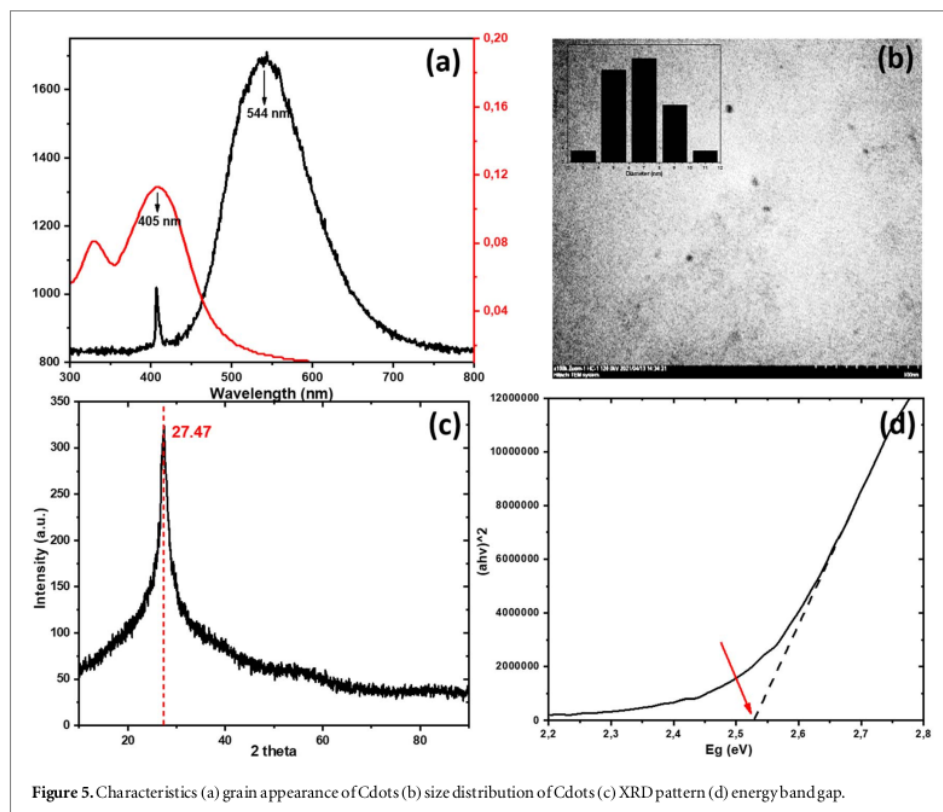 (a)
0,20
1600
544 nm
0,16
1400
0,12
405 nm
1200
0,08
1000
0,04
800
300 400 500 600 700 800
Wavelength (nm)
(b)
Diameter (nm)
350
(c)
27.47
300
250
200
150
100
50
0
Intensity (a.u.)
20 40 60 80
2 theta
12000000
(d)
10000000
8000000
6000000
4000000
2000000
0
(ahv)^2
2,2 2,3 2,4 2,5 2,6 2,7 2,8
Eg (eV)
Figure 5. Characteristics (a) grain appearance of Cdots (b) size distribution of Cdots (c) XRD pattern (d) energy band gap.